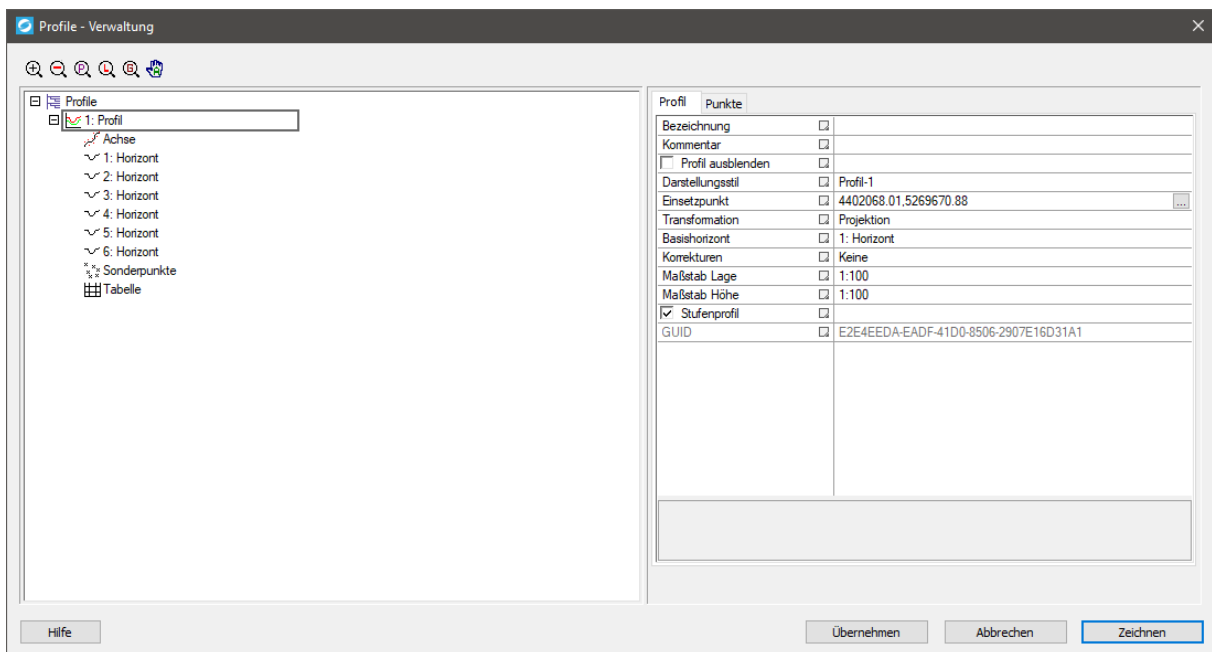 Profile - Verwaltung
Profile
1: Profil
Achse
1: Horizont
2: Horizont
3: Horizont
4: Horizont
5: Horizont
6: Horizont
Sonderpunkte
Tabelle
Profil Punkte
Bezeichnung
Kommentar
Profil ausblenden
Darstellungsstil Profil-1
Einsetzpunkt 4402068.01,5269670.88 ...
Transformation Projektion
Basishorizont 1: Horizont
Korrekturen Keine
Maßstab Lage 1:100
Maßstab Höhe 1:100
Stufenprofil
GUID E2E4EEDA-EADF-41D0-8506-2907E16D31A1
Hilfe Übernehmen Abbrechen Zeichnen